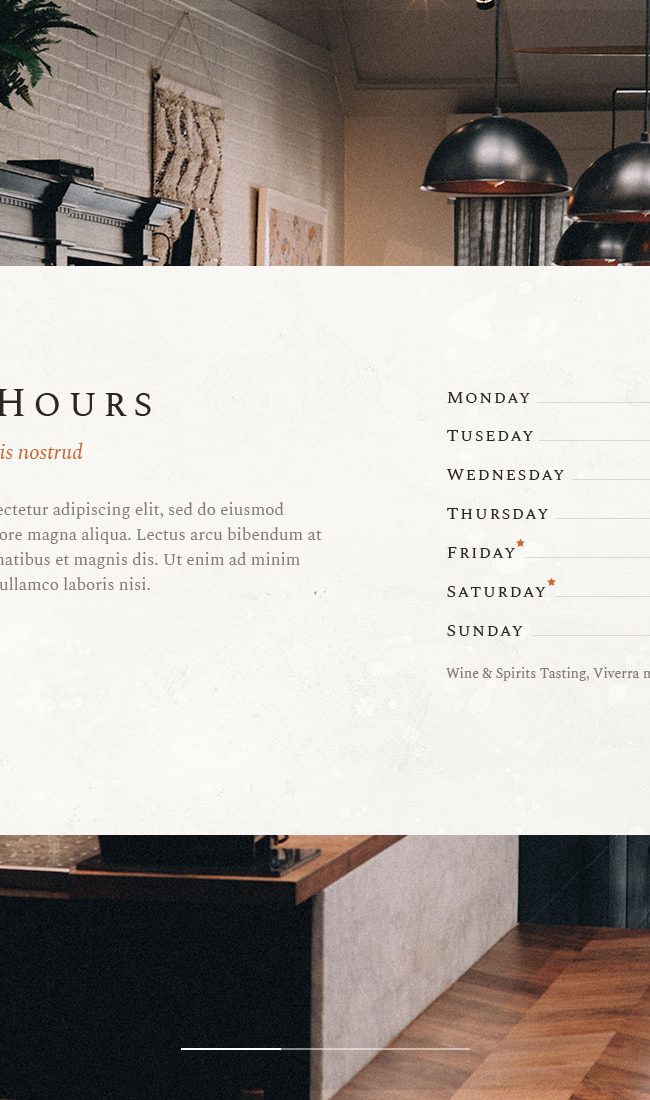 HOURS
is nostrud
ectetur adipiscing elit, sed do eiusmod
ore magna aliqua. Lectus arcu bibendum at
natibus et magnis dis. Ut enim ad minim
ullamco laboris nisi.
MONDAY
TUSEDAY
WEDNESDAY
THURSDAY
FRIDAY
SATURDAY
SUNDAY
Wine & Spirits Tasting, Viverra m